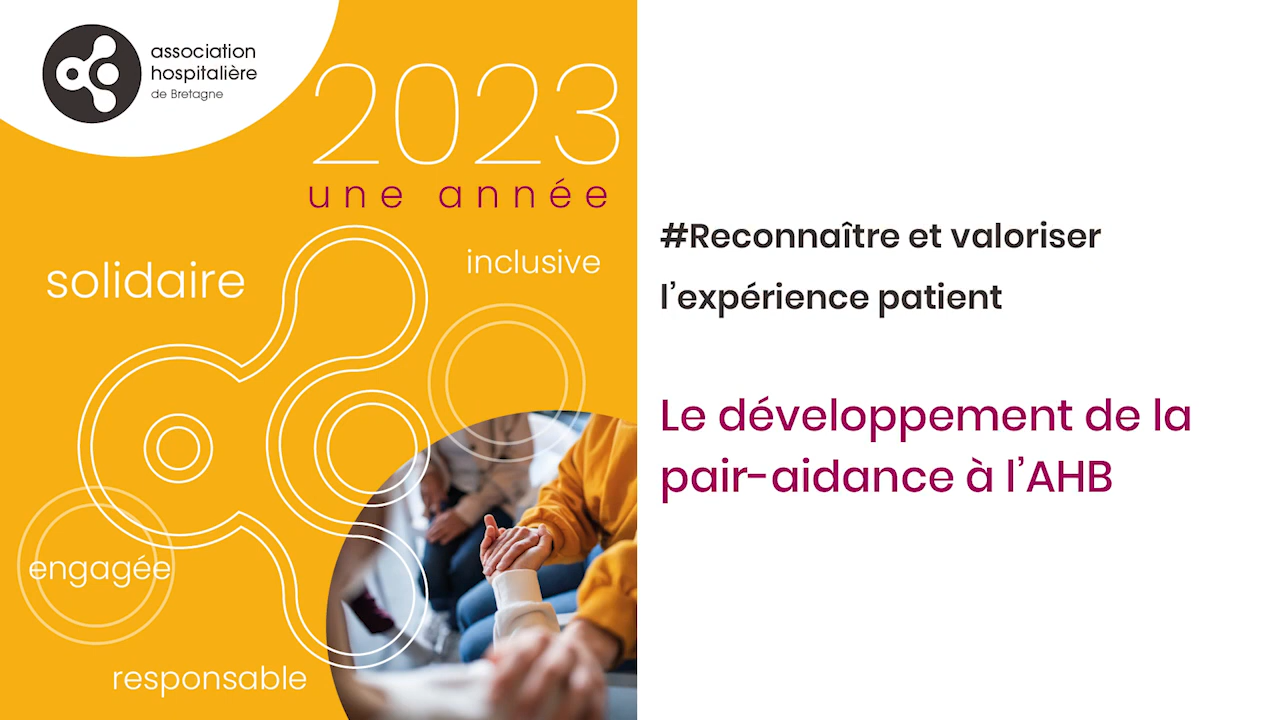 association
hospitalière
de Bretagne
2023
une année
solidaire
inclusive
engagée
responsable
#Reconnaître et valoriser
l’expérience patient
Le développement de la
pair-aidance à l’AHB